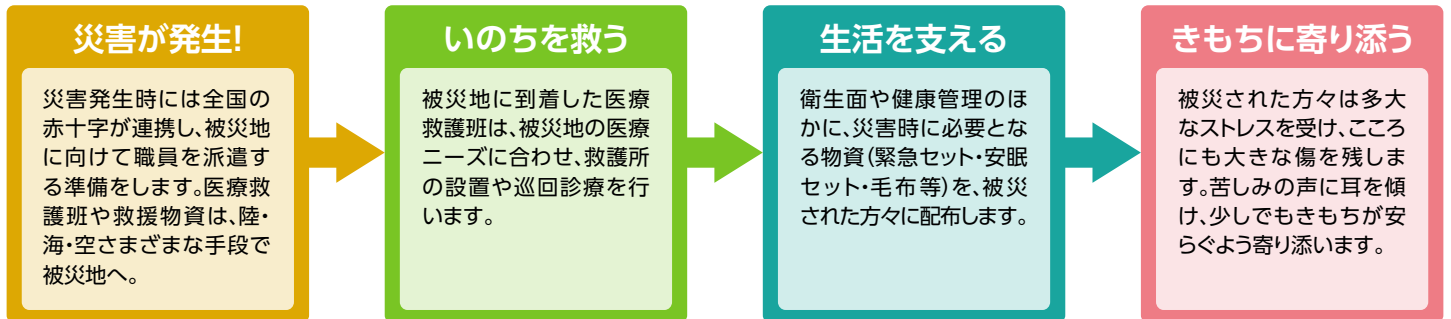 災害が発生!
災害発生時には全国の
赤十字が連携し、被災地
に向けて職員を派遣す
る準備をします。医療救
護班や救援物資は、陸・
海・空さまざまな手段で
被災地へ。
いのちを救う
被災地に到着した医療
救護班は、被災地の医療
ニーズに合わせ、救護所
の設置や巡回診療を行
います。
生活を支える
衛生面や健康管理のほ
かに、災害時に必要とな
る物資(緊急セット・安眠
セット・毛布等)を、被災
された方々に配布します。
きもちに寄り添う
被災された方々は多大
なストレスを受け、こころ
にも大きな傷を残しま
す。苦しみの声に耳を傾
け、少しでもきもちが安
らぐよう寄り添います。